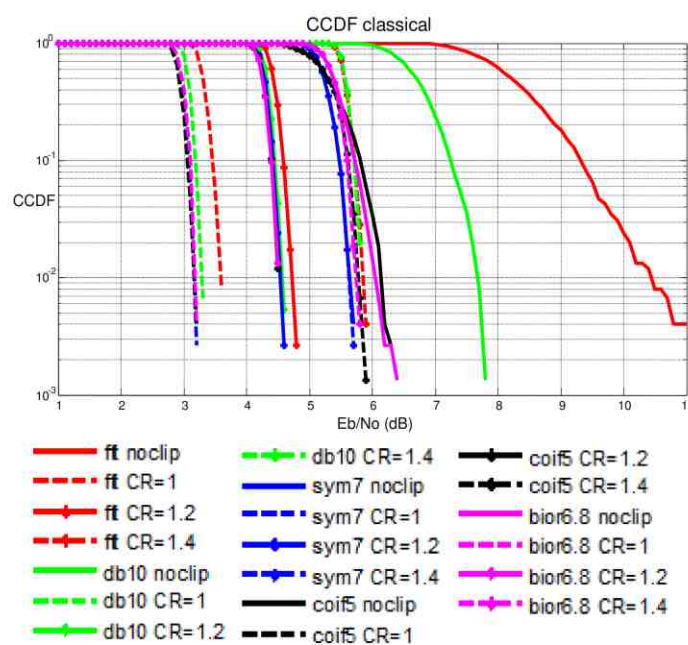 CCDF classical
10^0
10^-1
CCDF
10^-2
10^-3
1 2 3 4 5 6 7 8 9 10 1
Eb/No (dB)
fft noclip
fft CR=1
fft CR=1.2
fft CR=1.4
db10 noclip
db10 CR=1
db10 CR=1.2
db10 CR=1.4
sym7 noclip
sym7 CR=1
sym7 CR=1.2
sym7 CR=1.4
coif5 noclip
coif5 CR=1
coif5 CR=1.2
coif5 CR=1.4
bior6.8 noclip
bior6.8 CR=1
bior6.8 CR=1.2
bior6.8 CR=1.4